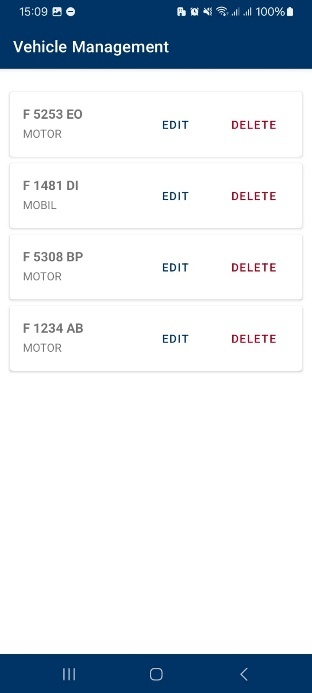 15:09 100%
Vehicle Management
F 5253 EO
MOTOR
EDIT DELETE
F 1481 DI
MOBIL
EDIT DELETE
F 5308 BP
MOTOR
EDIT DELETE
F 1234 AB
MOTOR
EDIT DELETE